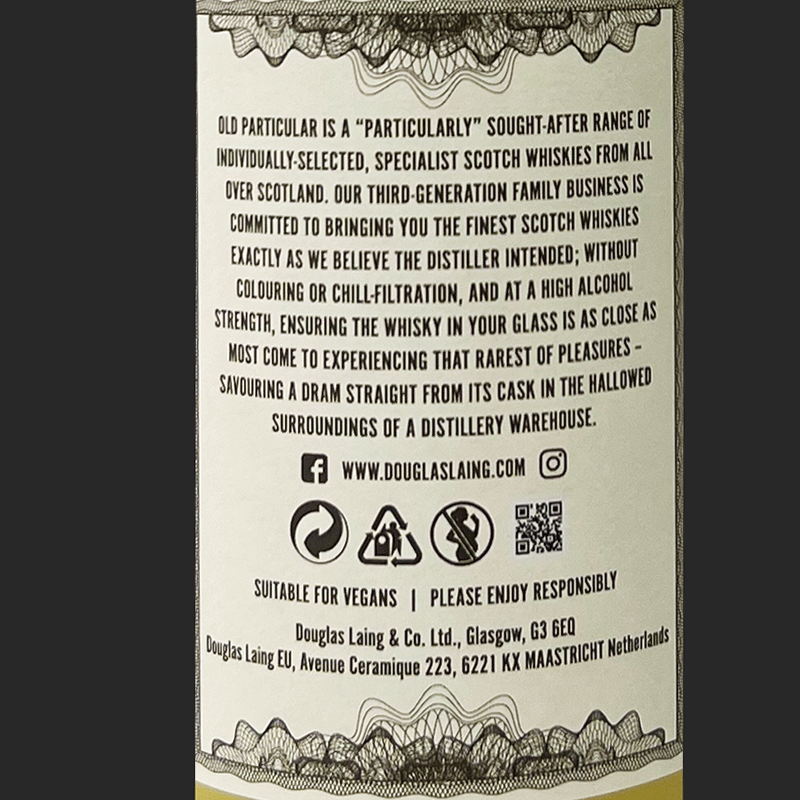 OLD PARTICULAR IS A “PARTICULARLY” SOUGHT-AFTER RANGE OF
INDIVIDUALLY-SELECTED, SPECIALIST SCOTCH WHISKIES FROM ALL
OVER SCOTLAND. OUR THIRD-GENERATION FAMILY BUSINESS IS
COMMITTED TO BRINGING YOU THE FINEST SCOTCH WHISKIES
EXACTLY AS WE BELIEVE THE DISTILLER INTENDED; WITHOUT
COLOURING OR CHILL-FILTRATION, AND AT A HIGH ALCOHOL
STRENGTH, ENSURING THE WHISKY IN YOUR GLASS IS AS CLOSE AS
MOST COME TO EXPERIENCING THAT RAREST OF PLEASURES –
SAVOURING A DRAM STRAIGHT FROM ITS CASK IN THE HALLOWED
SURROUNDINGS OF A DISTILLERY WAREHOUSE.
WWW.DOUGLASLAING.COM
SUITABLE FOR VEGANS | PLEASE ENJOY RESPONSIBLY
Douglas Laing & Co. Ltd., Glasgow, G3 6EQ
Douglas Laing EU, Avenue Ceramique 223, 6221 KX MAASTRICHT Netherlands